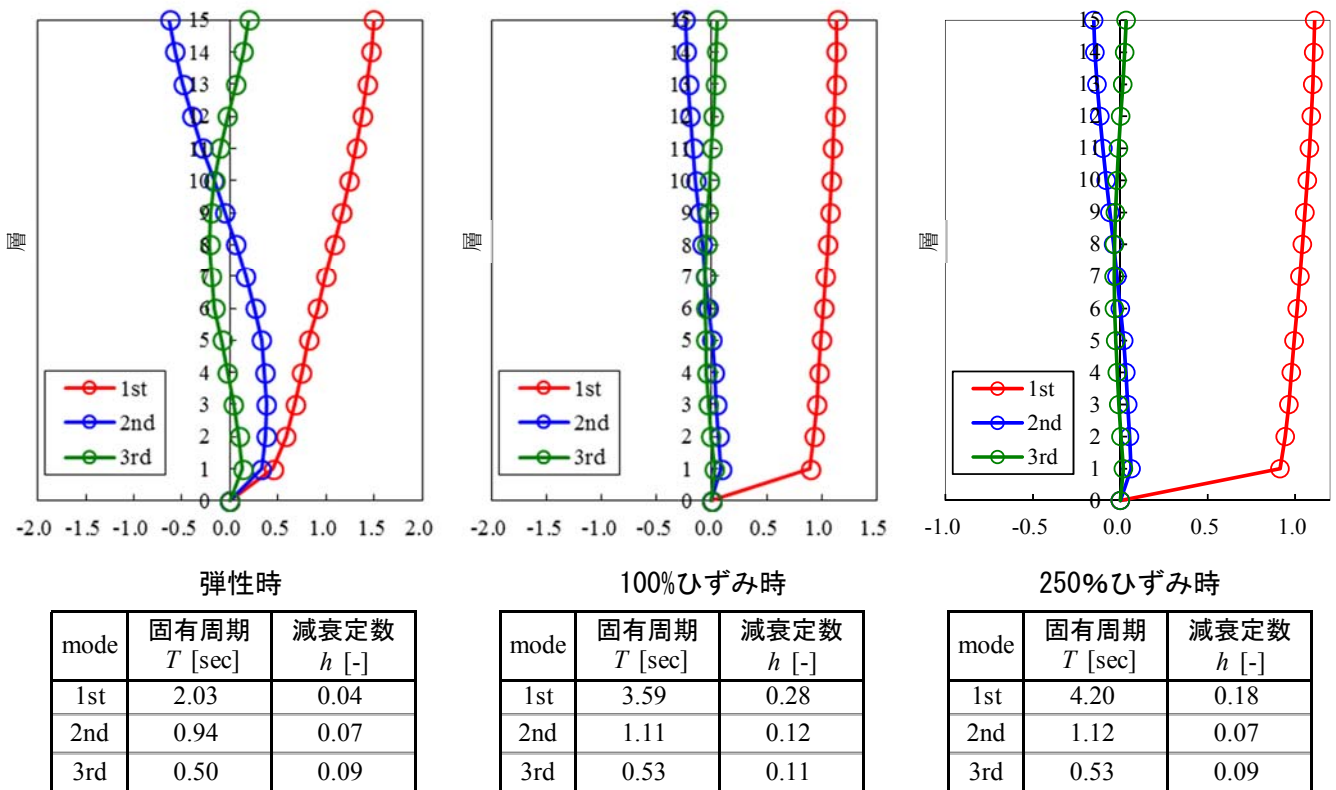 15
14
13
12
11
10
9
8
7
6
5
4
3
2
1
0
層
1st
2nd
3rd
-2.0 -1.5 -1.0 -0.5 0.0 0.5 1.0 1.5 2.0
弾性時
mode 固有周期 T [sec] 減衰定数 h [-]
1st 2.03 0.04
2nd 0.94 0.07
3rd 0.50 0.09
15
14
13
12
11
10
9
8
7
6
5
4
3
2
1
0
層
1st
2nd
3rd
-2.0 -1.5 -1.0 -0.5 0.0 0.5 1.0 1.5
100%ひずみ時
mode 固有周期 T [sec] 減衰定数 h [-]
1st 3.59 0.28
2nd 1.11 0.12
3rd 0.53 0.11
15
14
13
12
11
10
9
8
7
6
5
4
3
2
1
0
層
1st
2nd
3rd
-1.0 -0.5 0.0 0.5 1.0
250%ひずみ時
mode 固有周期 T [sec] 減衰定数 h [-]
1st 4.20 0.18
2nd 1.12 0.07
3rd 0.53 0.09